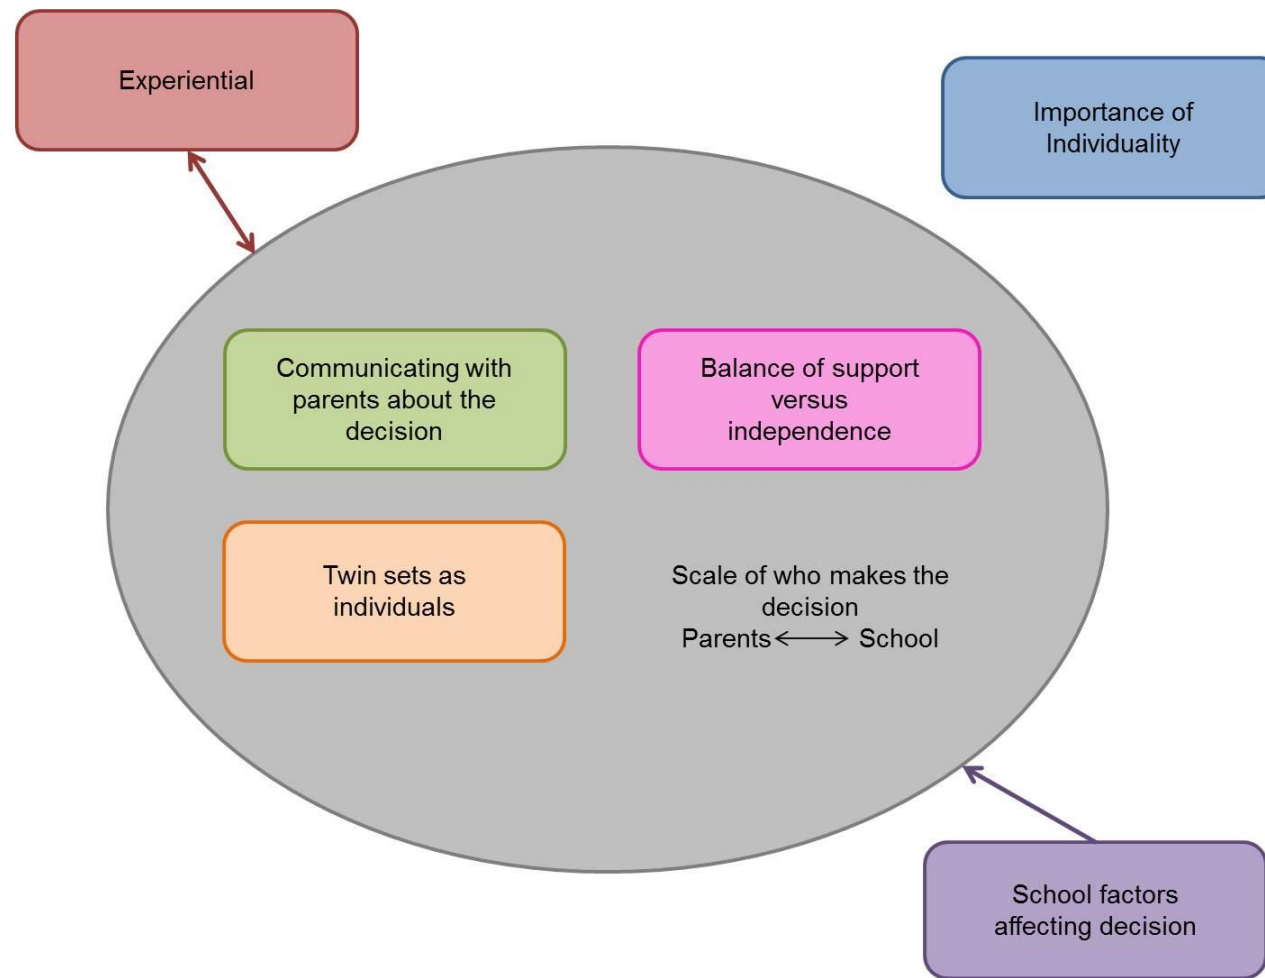 Experiential
Importance of
Individuality
Communicating with
parents about the
decision
Balance of support
versus
independence
Twin sets as
individuals
Scale of who makes the
decision
Parents School
School factors
affecting decision